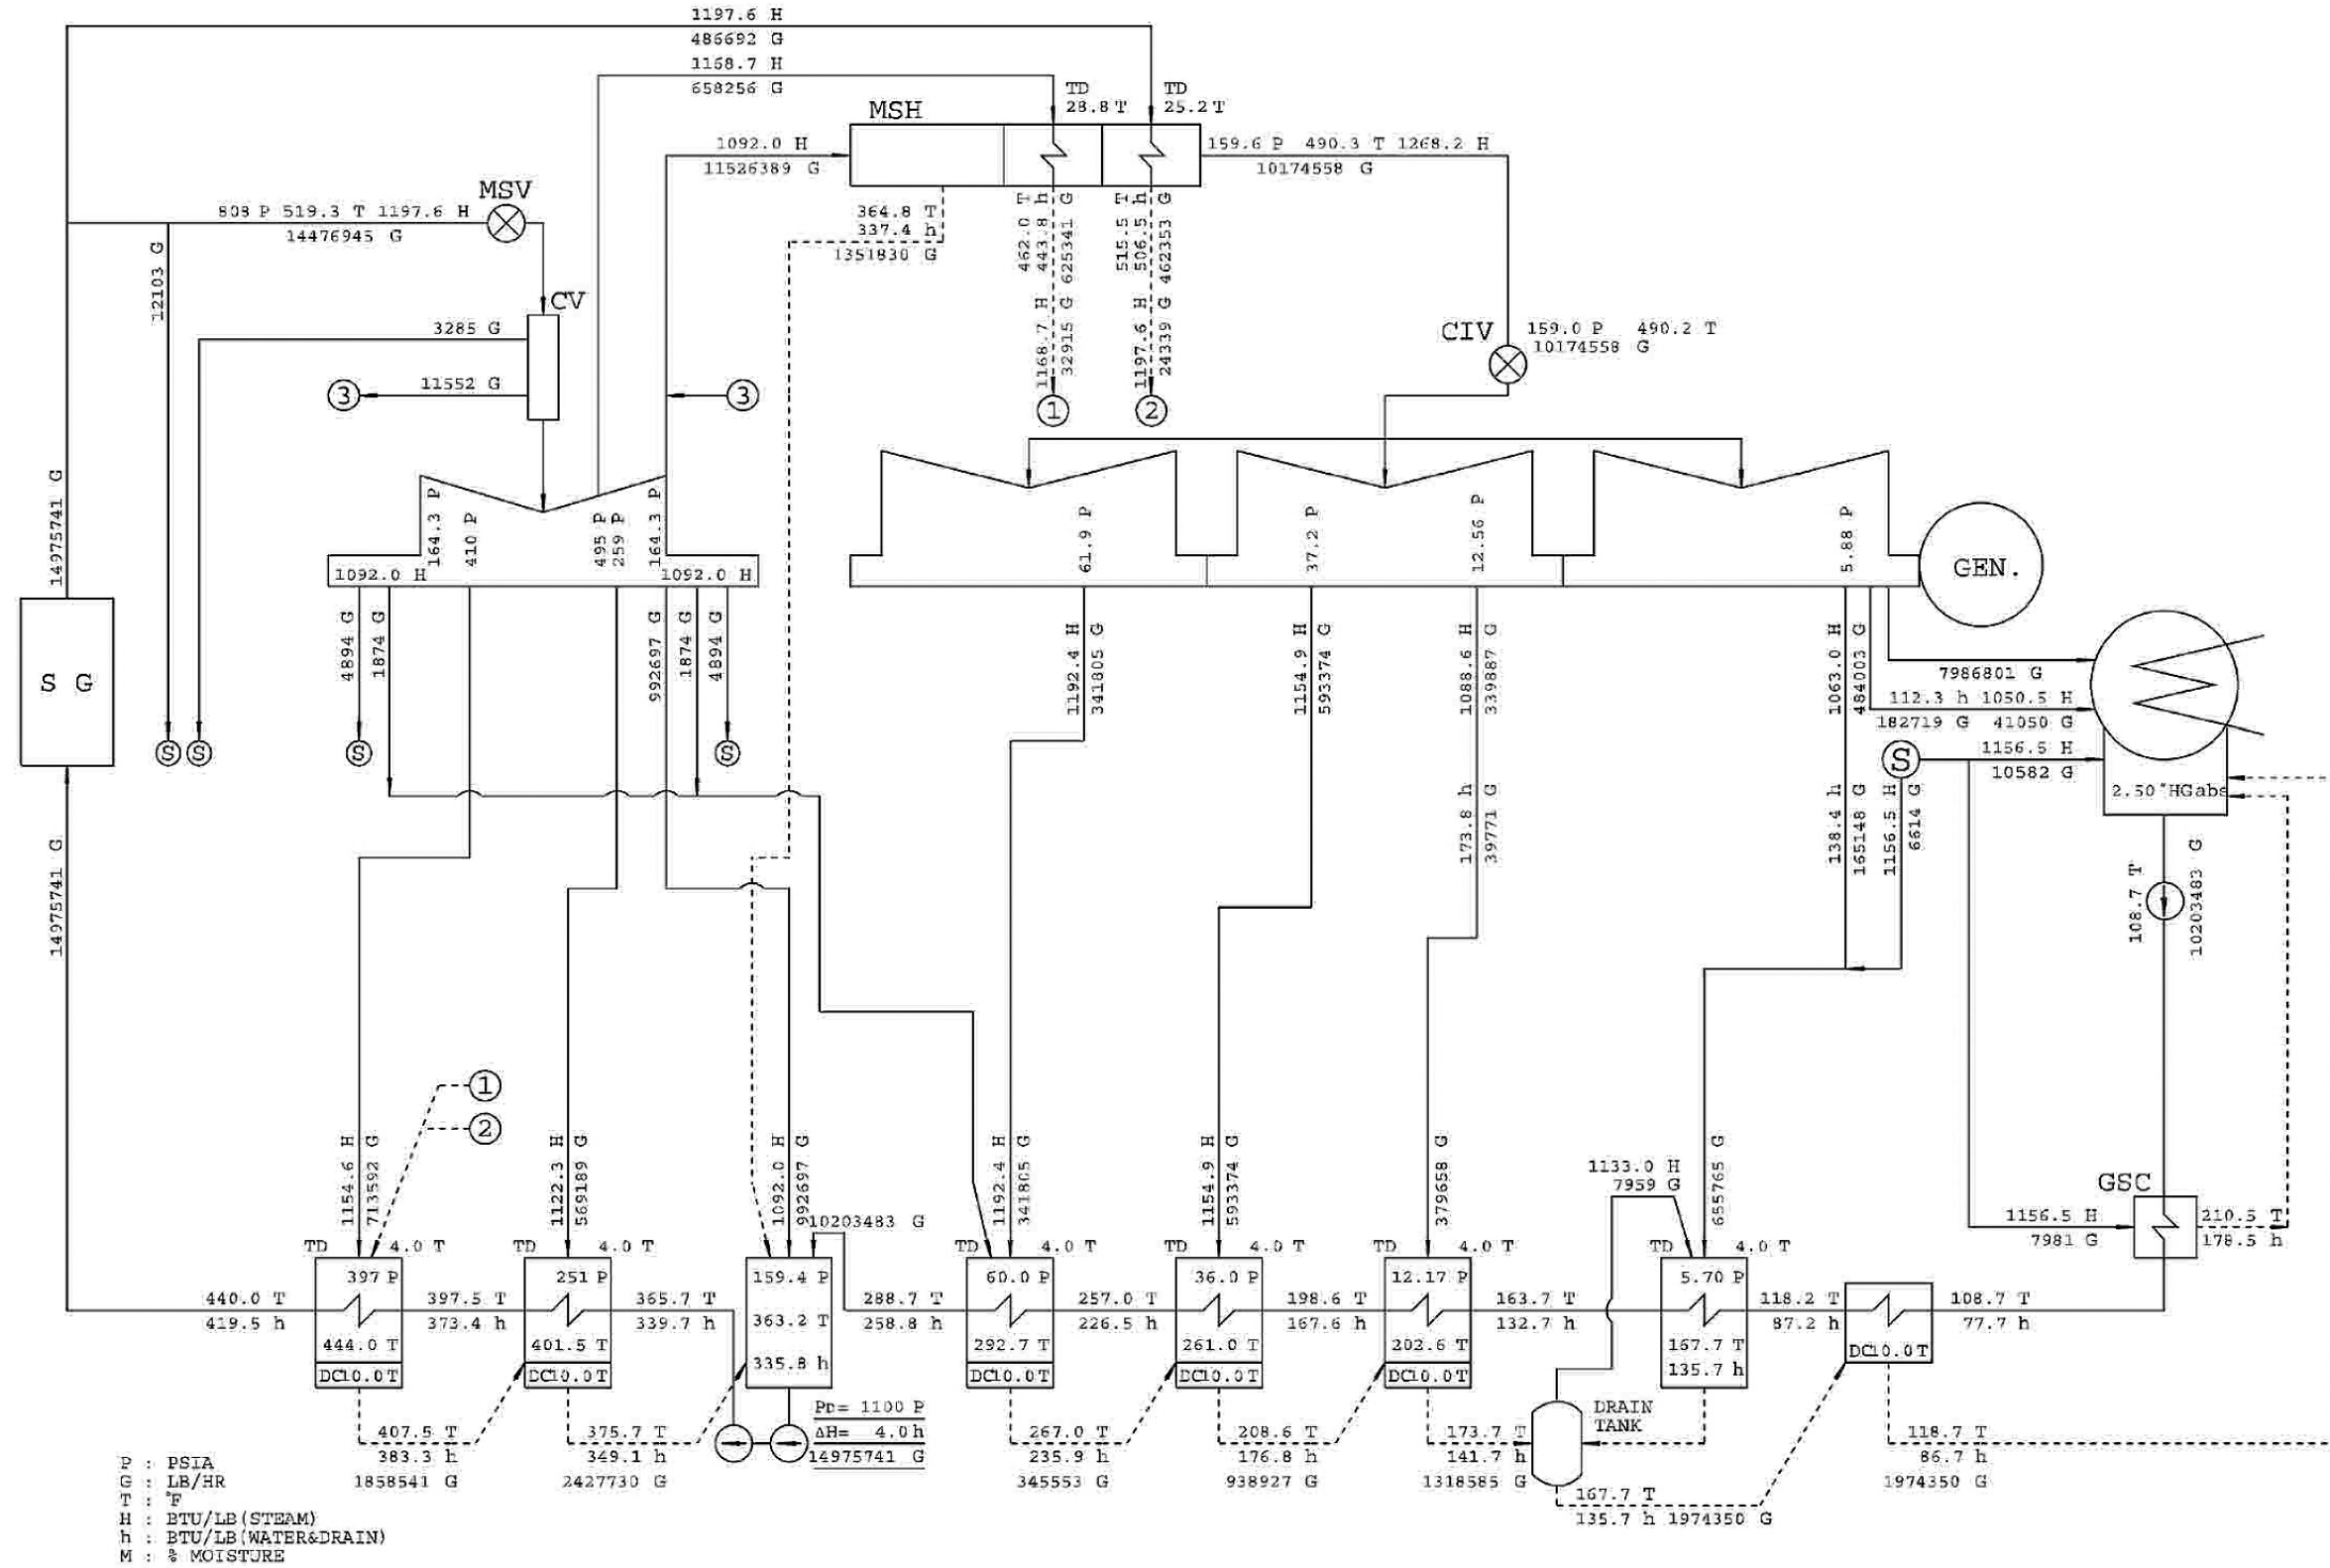 1197.6 H
486692 G
1168.7 H
658256 G
TD
28.8 T
TD
25.2 T
MSH
1092.0 H
11526389 G
159.6 P 490.3 T 1268.2 H
10174558 G
MSV
808 P 519.3 T 1197.6 H
14476945 G
12103 G
364.8 T
337.4 h
1351830 G
462.0 T
443.8 h
625341 G
515.5 T
506.5 h
462353 G
CV
3285 G
11552 G
3
3
1168.7 H
32915 G
1197.6 H
24339 G
1
2
CIV
159.0 P 490.2 T
10174558 G
14975741 G
164.3 P
410 P
495 P
259 P
164.3 P
1092.0 H
1092.0 H
61.9 P
37.2 P
12.56 P
5.88 P
GEN.
S G
4894 G
1874 G
992697 G
1874 G
4894 G
1192.4 H
341805 G
1154.9 H
593374 G
1088.6 H
339887 G
1063.0 H
484003 G
7986801 G
112.3 h 1050.5 H
182719 G 41050 G
S
S
S
S
S
1156.5 H
10582 G
2.50"HGabs
173.8 h
39771 G
138.4 h
165148 G
1156.5 H
6614 G
14975741 G
108.7 T
10203483 G
1
2
1154.6 H
713592 G
1122.3 H
569189 G
1092.0 H
992697 G
10203483 G
1192.4 H
341805 G
1154.9 H
593374 G
379658 G
1133.0 H
7959 G
655765 G
GSC
1156.5 H
7981 G
210.5 T
178.5 h
TD 4.0 T
TD 4.0 T
TD 4.0 T
TD 4.0 T
TD 4.0 T
TD 4.0 T
397 P
251 P
159.4 P
60.0 P
36.0 P
12.17 P
5.70 P
440.0 T
419.5 h
397.5 T
373.4 h
365.7 T
339.7 h
363.2 T
288.7 T
258.8 h
257.0 T
226.5 h
198.6 T
167.6 h
163.7 T
132.7 h
118.2 T
87.2 h
108.7 T
77.7 h
444.0 T
401.5 T
335.8 h
292.7 T
261.0 T
202.6 T
167.7 T
135.7 h
DC10.0T
DC10.0T
DC10.0T
DC10.0T
DC10.0T
DC10.0T
407.5 T
383.3 h
1858541 G
375.7 T
349.1 h
2427730 G
PD= 1100 P
ΔH= 4.0 h
14975741 G
267.0 T
235.9 h
345553 G
208.6 T
176.8 h
938927 G
173.7 T
141.7 h
1318585 G
DRAIN
TANK
167.7 T
135.7 h 1974350 G
118.7 T
86.7 h
1974350 G
P : PSIA
G : LB/HR
T : °F
H : BTU/LB(STEAM)
h : BTU/LB(WATER&DRAIN)
M : % MOISTURE